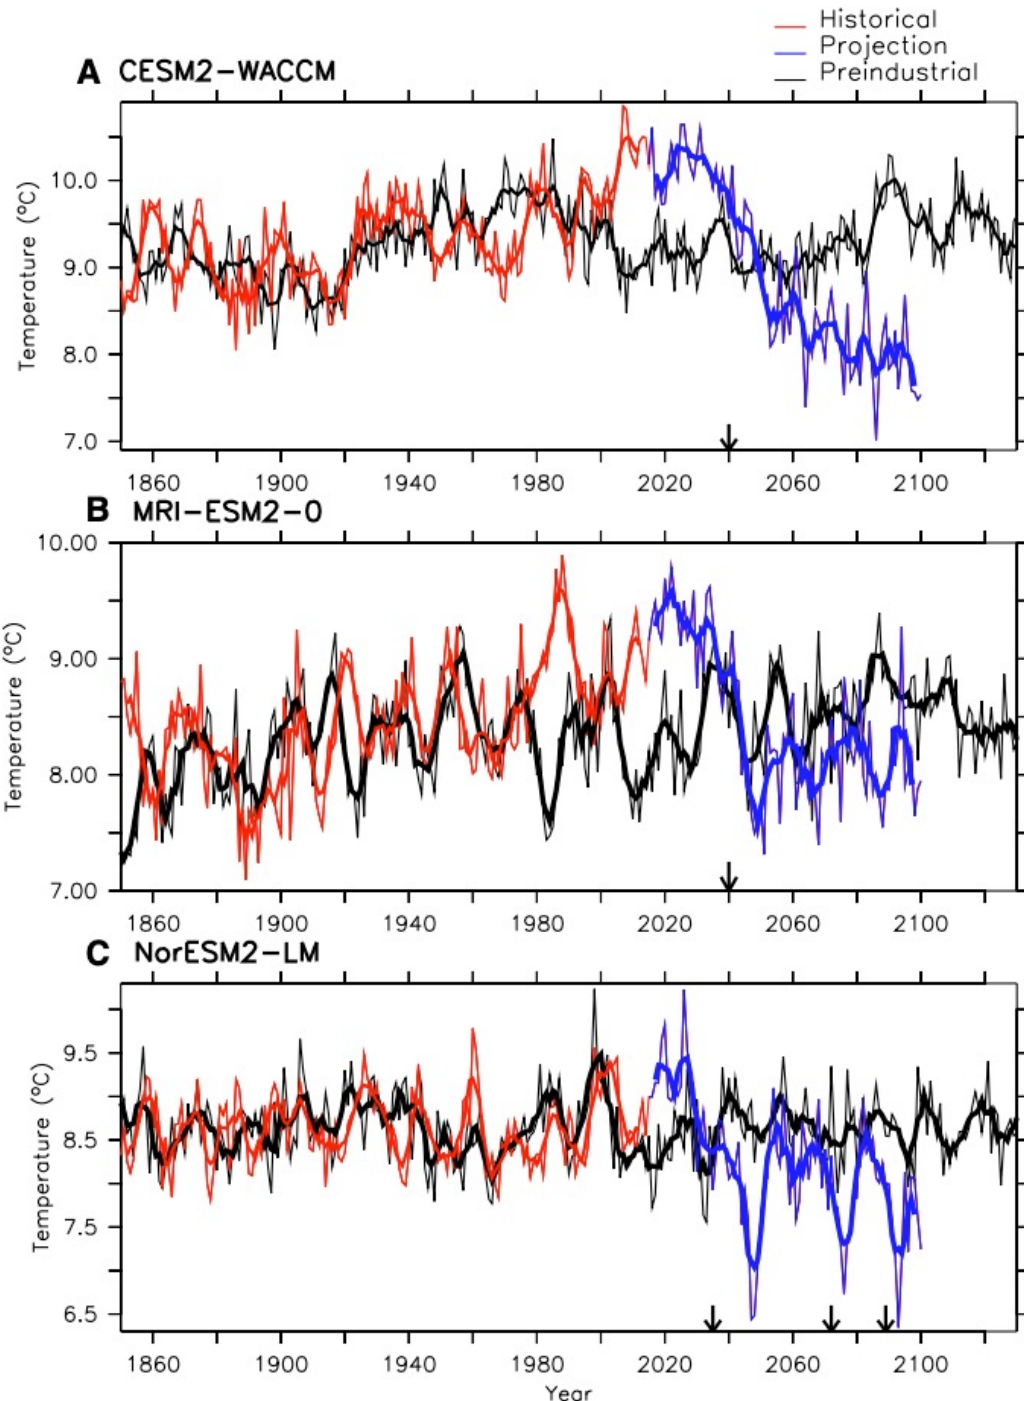 Historical
Projection
Preindustrial
A CESM2-WACCM
10.0
9.0
8.0
7.0
Temperature (°C)
1860 1900 1940 1980 2020 2060 2100
B MRI-ESM2-0
10.00
9.00
8.00
7.00
Temperature (°C)
1860 1900 1940 1980 2020 2060 2100
C NorESM2-LM
9.5
8.5
7.5
6.5
Temperature (°C)
1860 1900 1940 1980 2020 2060 2100
Year